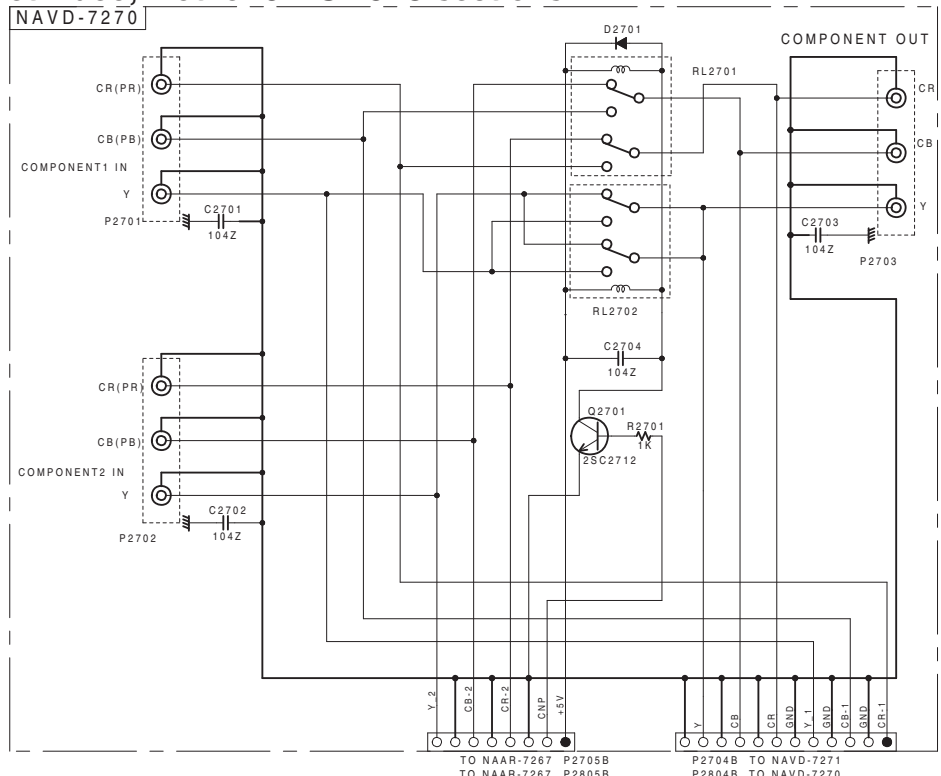 NAVD-7270
D2701
COMPONENT OUT
RL2701
CR(PR)
CR
CB(PB)
CB
COMPONENT1 IN
Y
Y
C2701
P2701
104Z
C2703
104Z
P2703
RL2702
C2704
104Z
CR(PR)
Q2701
R2701
1K
CB(PB)
2SC2712
COMPONENT2 IN
Y
C2702
P2702
104Z
Y_2
CB-2
CR-2
CNP
+5V
Y
CB
CR
GND
Y_1
GND
CB-1
GND
CR-1
TO NAAR-7267 P2705B
P2704B TO NAVD-7271
TO NAAR-7267 P2805B
P2804B TO NAVD-7270